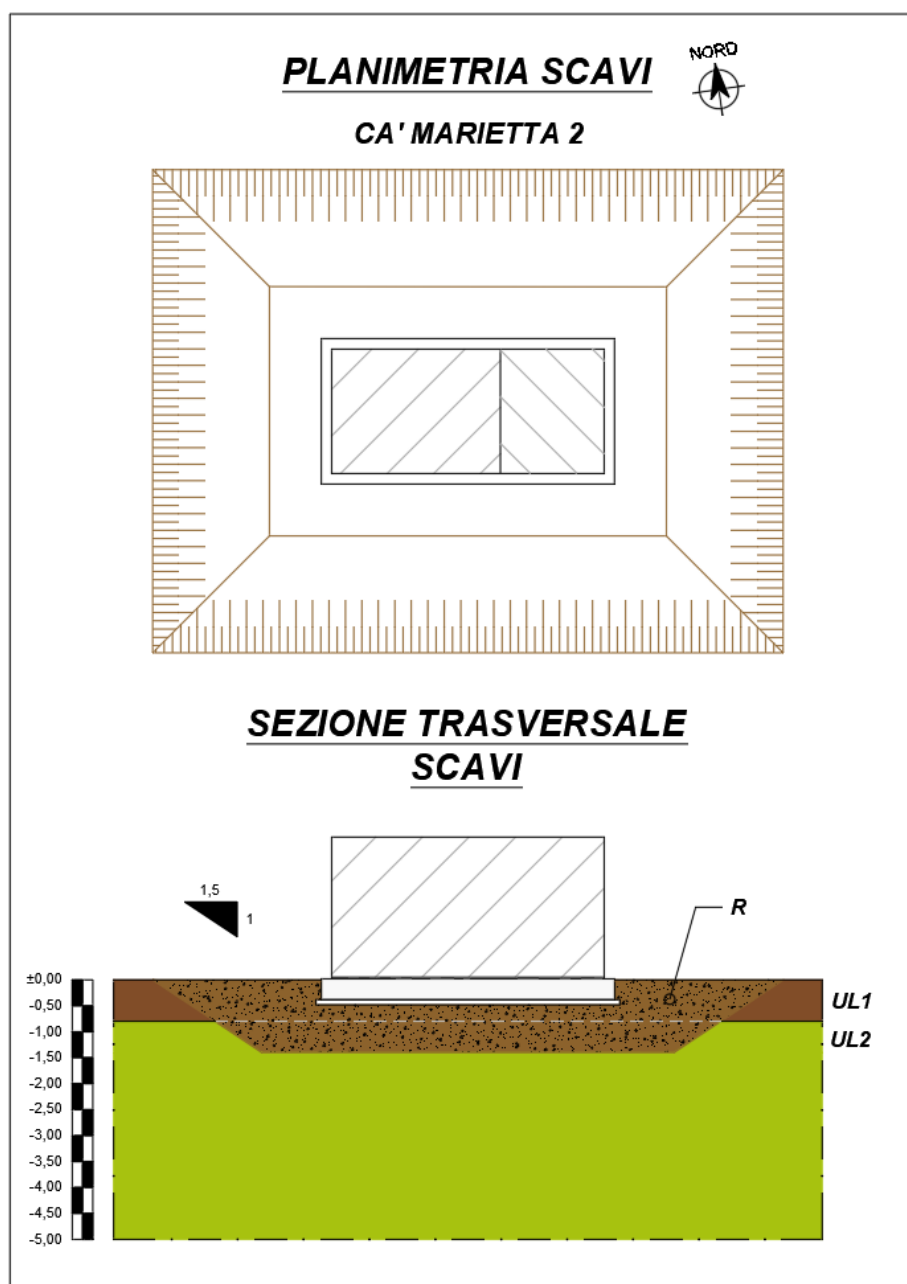 PLANIMETRIA SCAVI
NORD
CA' MARIETTA 2
SEZIONE TRASVERSALE
SCAVI
1,5
1
R
±0,00
-0,50
-1,00
-1,50
-2,00
-2,50
-3,00
-3,50
-4,00
-4,50
-5,00
UL1
UL2